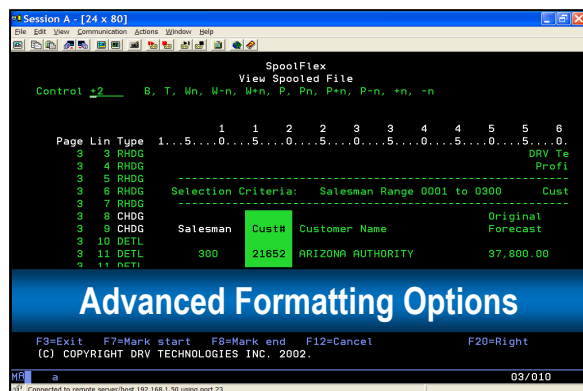 Session A - [24 x 80]
File Edit View Communication Actions Window Help
SpoolFlex
View Spooled File
Control +2 B, T, Wn, W-n, W+n, P, Pn, P+n, P-n, +n, -n
1 1 2 2 3 3 4 4 5 5 6
Page Lin Type 1...5....0....5....0....5....0....5....0....5....0....5....0.
3 3 RHDG DRV Te
3 4 RHDG Profi
3 5 RHDG ------------------------------------------------------
3 6 RHDG Selection Criteria: Salesman Range 0001 to 0300 Cust
3 7 RHDG ------------------------------------------------------
3 8 CHDG Original
3 9 CHDG Salesman Cust# Customer Name Forecast
3 10 DETL
3 11 DETL 300 21652 ARIZONA AUTHORITY 37,800.00
3 11 DETL
Advanced Formatting Options
F3=Exit F7=Mark start F8=Mark end F12=Cancel F20=Right
(C) COPYRIGHT DRV TECHNOLOGIES INC. 2002.
MA a 03/010
Connected to remote server/host 192.168.1.50 using port 23